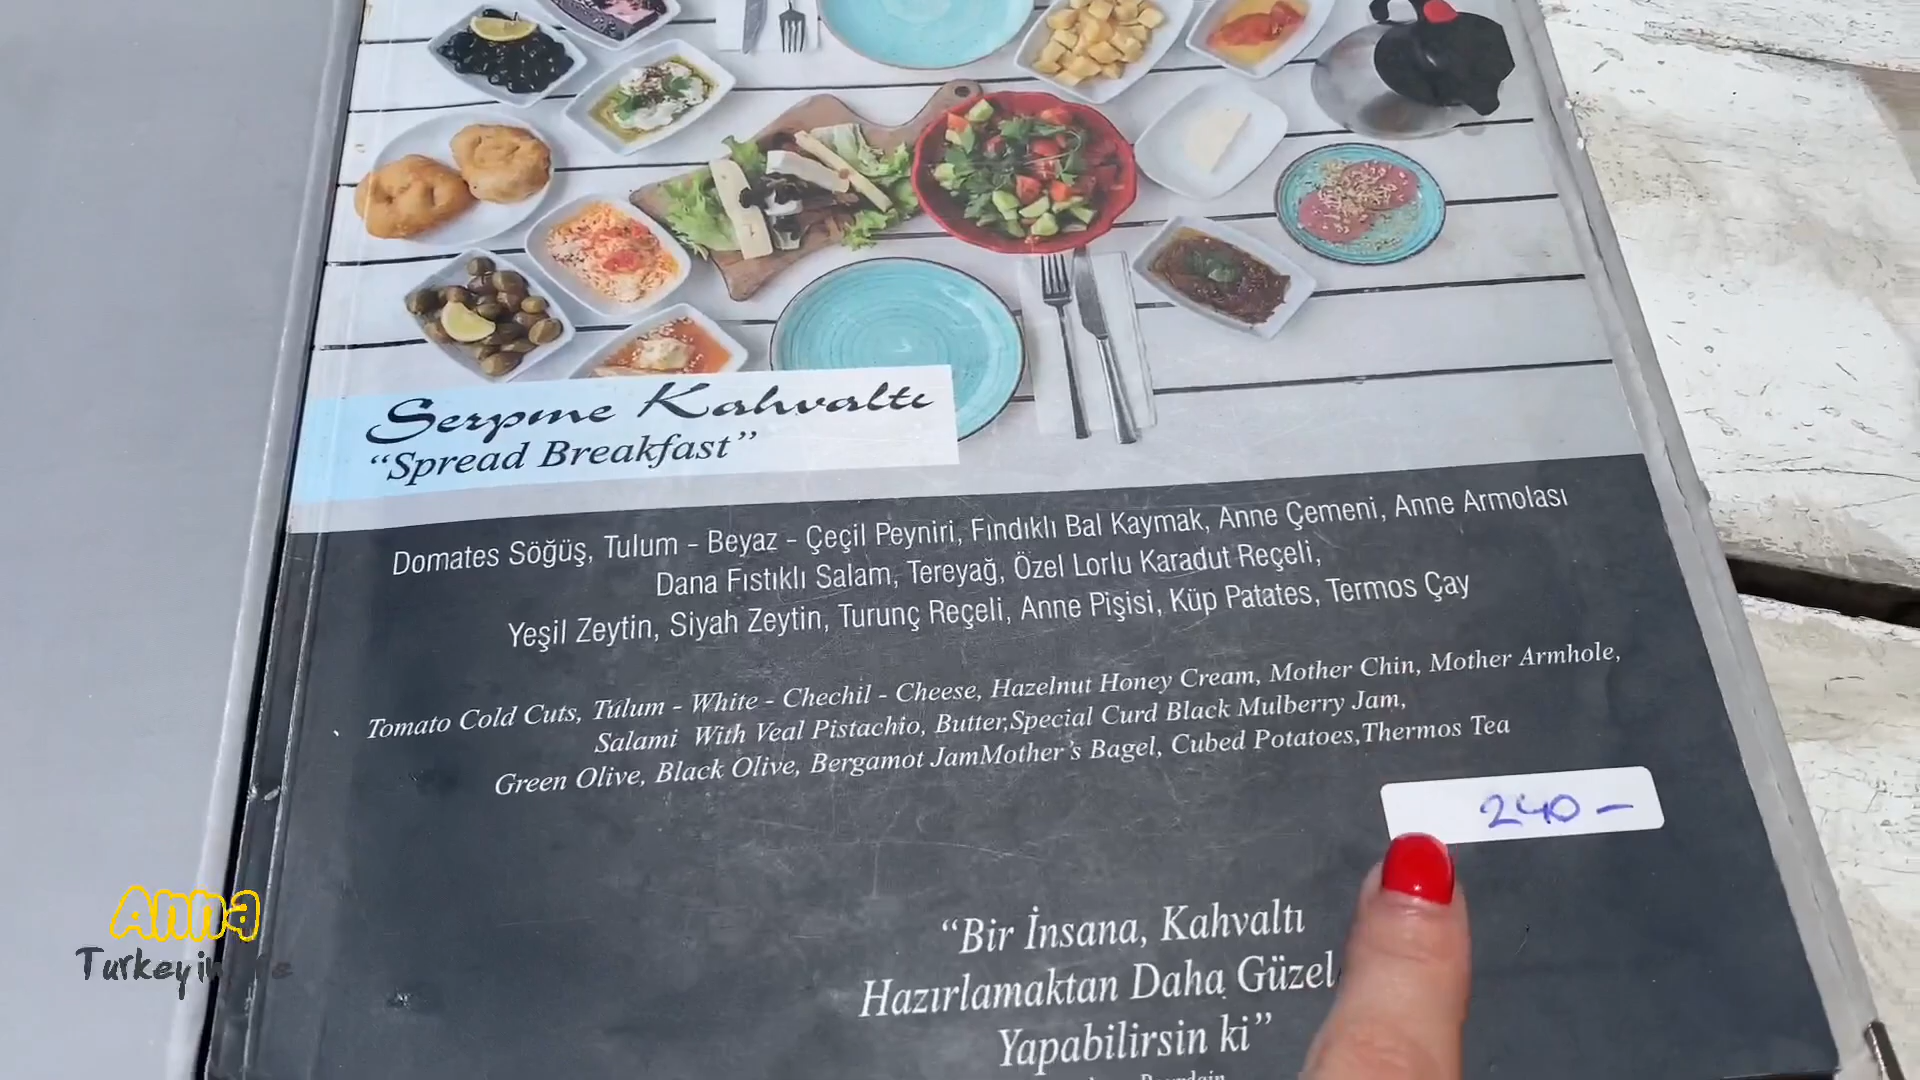 Serpme Kahvaltı
“Spread Breakfast”
Domates Söğüş, Tulum - Beyaz - Çeçil Peyniri, Fındıklı Bal Kaymak, Anne Çemeni, Anne Armolası
Dana Fıstıklı Salam, Tereyağ, Özel Lorlu Karadut Reçeli,
Yeşil Zeytin, Siyah Zeytin, Turunç Reçeli, Anne Pişisi, Küp Patates, Termos Çay
Tomato Cold Cuts, Tulum - White - Chechil - Cheese, Hazelnut Honey Cream, Mother Chin, Mother Armhole,
Salami With Veal Pistachio, Butter,Special Curd Black Mulberry Jam,
Green Olive, Black Olive, Bergamot JamMother’s Bagel, Cubed Potatoes,Thermos Tea
240 -
“Bir İnsana, Kahvaltı
Hazırlamaktan Daha Güzel
Yapabilirsin ki”
Anna
Turkey in